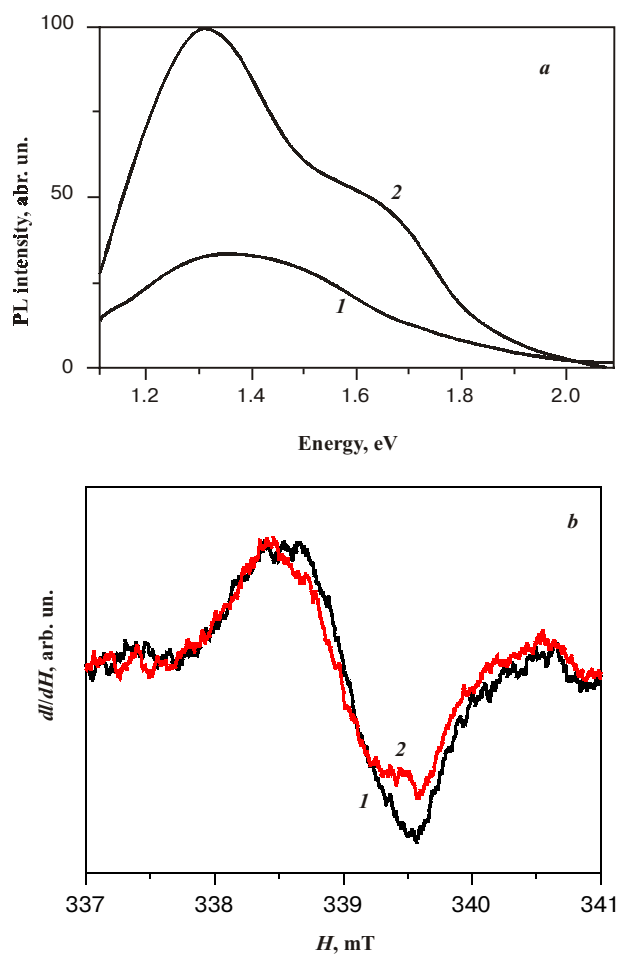 100
a
PL intensity, abr. un.
2
50
1
0
1.2 1.4 1.6 1.8 2.0
Energy, eV
b
dI/dH, arb. un.
2
1
337 338 339 340 341
H, mT